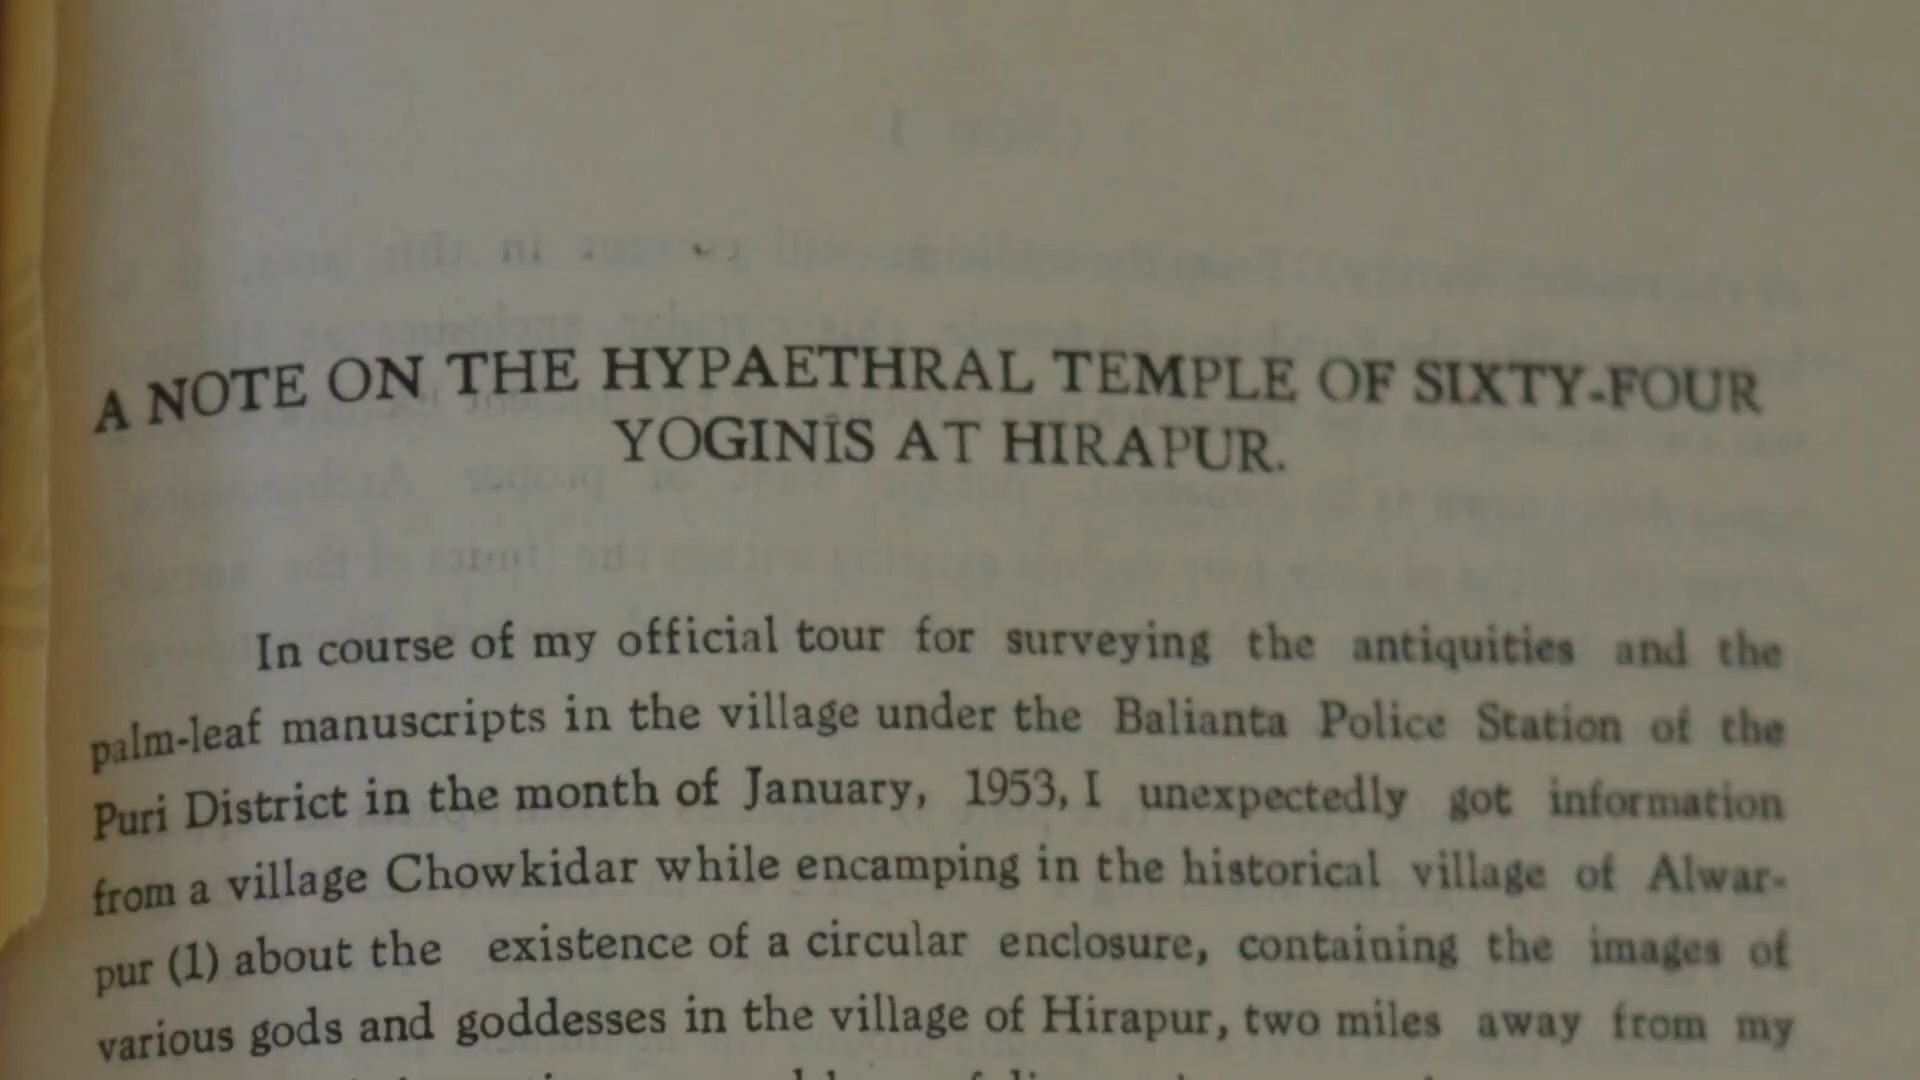 A NOTE ON THE HYPAETHRAL TEMPLE OF SIXTY-FOUR
YOGINĪS AT HIRAPUR.
In course of my official tour for surveying the antiquities and the
palm-leaf manuscripts in the village under the Balianta Police Station of the
Puri District in the month of January, 1953, I unexpectedly got information
from a village Chowkidar while encamping in the historical village of Alwar-
pur (1) about the existence of a circular enclosure, containing the images of
various gods and goddesses in the village of Hirapur, two miles away from my